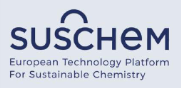 SUSCHEM
European Technology Platform
For Sustainable Chemistry